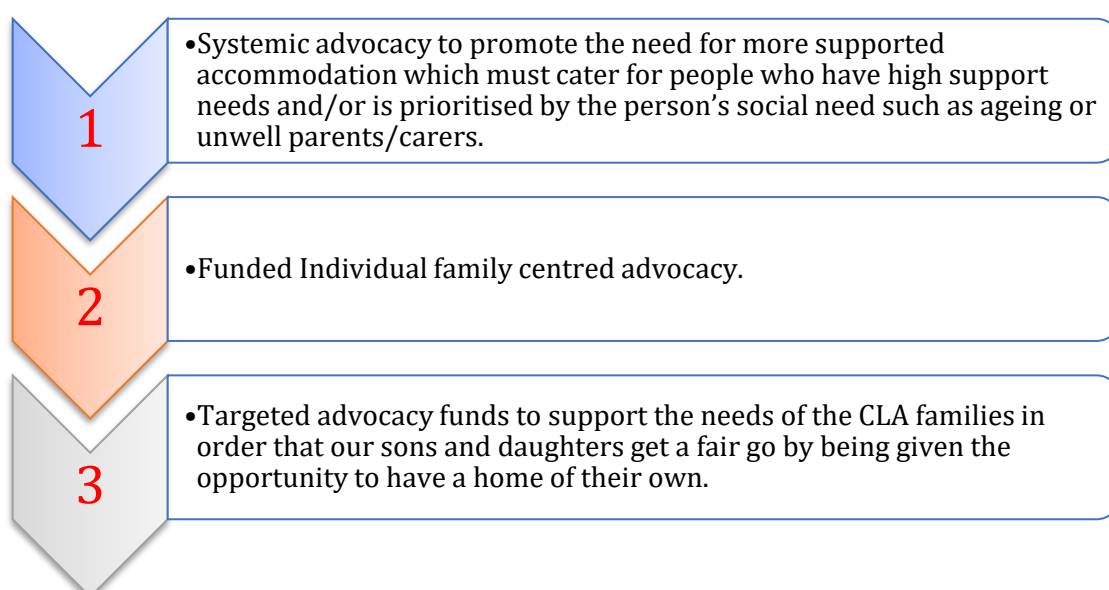 1
•Systemic advocacy to promote the need for more supported
accommodation which must cater for people who have high support
needs and/or is prioritised by the person's social need such as ageing or
unwell parents/carers.
2
•Funded Individual family centred advocacy.
3
•Targeted advocacy funds to support the needs of the CLA families in
order that our sons and daughters get a fair go by being given the
opportunity to have a home of their own.